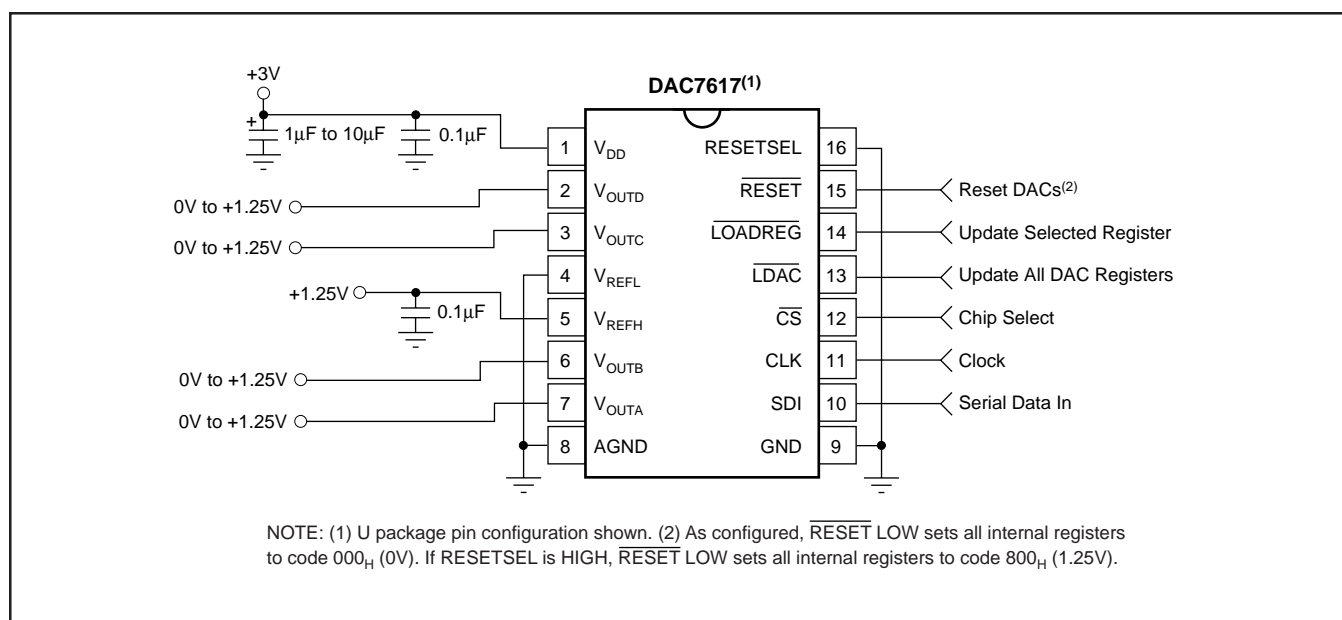 DAC7617(1)
+3V
+
1μF to 10μF
0.1μF
0V to +1.25V
0V to +1.25V
+1.25V
0.1μF
0V to +1.25V
0V to +1.25V
1 VDD
2 VOUTD
3 VOUTC
4 VREFL
5 VREFH
6 VOUTB
7 VOUTA
8 AGND
RESETSEL 16
RESET 15 Reset DACs(2)
LOADREG 14 Update Selected Register
LDAC 13 Update All DAC Registers
CS 12 Chip Select
CLK 11 Clock
SDI 10 Serial Data In
GND 9
NOTE: (1) U package pin configuration shown. (2) As configured, RESET LOW sets all internal registers
to code 000H (0V). If RESETSEL is HIGH, RESET LOW sets all internal registers to code 800H (1.25V).